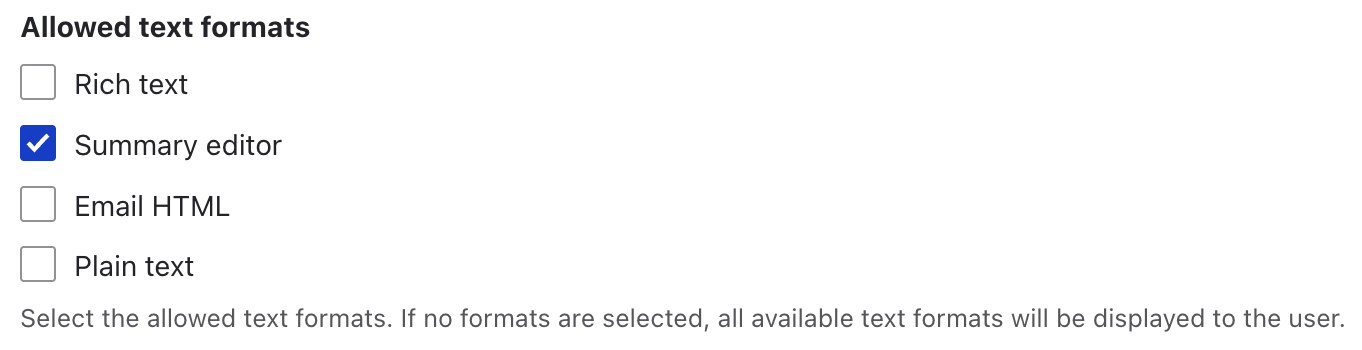 Allowed text formats
Rich text
Summary editor
Email HTML
Plain text
Select the allowed text formats. If no formats are selected, all available text formats will be displayed to the user.